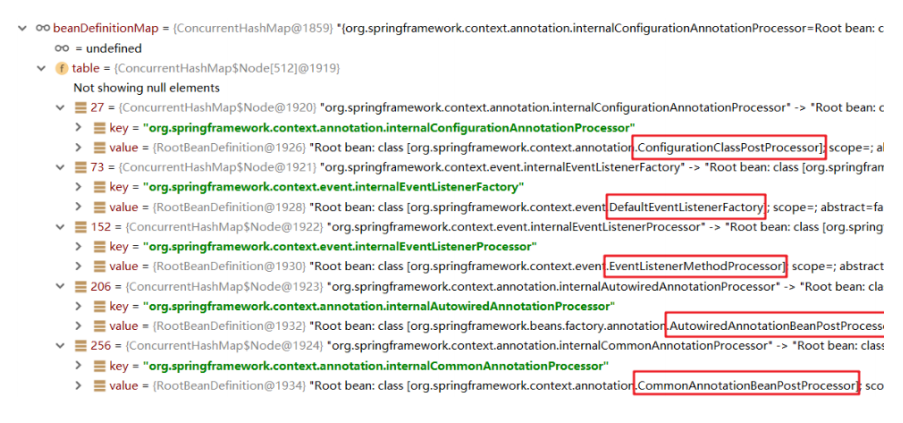 beanDefinitionMap = {ConcurrentHashMap@1859} "{org.springframework.context.annotation.internalConfigurationAnnotationProcessor=Root bean: c
= undefined
f table = {ConcurrentHashMap$Node[512]@1919}
Not showing null elements
27 = {ConcurrentHashMap$Node@1920} "org.springframework.context.annotation.internalConfigurationAnnotationProcessor" -> "Root bean: c
key = "org.springframework.context.annotation.internalConfigurationAnnotationProcessor"
value = {RootBeanDefinition@1926} "Root bean: class [org.springframework.context.annotation.ConfigurationClassPostProcessor]; scope=; al
73 = {ConcurrentHashMap$Node@1921} "org.springframework.context.event.internalEventListenerFactory" -> "Root bean: class [org.springfram
key = "org.springframework.context.event.internalEventListenerFactory"
value = {RootBeanDefinition@1928} "Root bean: class [org.springframework.context.event.DefaultEventListenerFactory]; scope=; abstract=fa
152 = {ConcurrentHashMap$Node@1922} "org.springframework.context.event.internalEventListenerProcessor" -> "Root bean: class [org.spring
key = "org.springframework.context.event.internalEventListenerProcessor"
value = {RootBeanDefinition@1930} "Root bean: class [org.springframework.context.event.EventListenerMethodProcessor]; scope=; abstract
206 = {ConcurrentHashMap$Node@1923} "org.springframework.context.annotation.internalAutowiredAnnotationProcessor" -> "Root bean: cla
key = "org.springframework.context.annotation.internalAutowiredAnnotationProcessor"
value = {RootBeanDefinition@1932} "Root bean: class [org.springframework.beans.factory.annotation.AutowiredAnnotationBeanPostProcesso
256 = {ConcurrentHashMap$Node@1924} "org.springframework.context.annotation.internalCommonAnnotationProcessor" -> "Root bean: class
key = "org.springframework.context.annotation.internalCommonAnnotationProcessor"
value = {RootBeanDefinition@1934} "Root bean: class [org.springframework.context.annotation.CommonAnnotationBeanPostProcessor]; sco